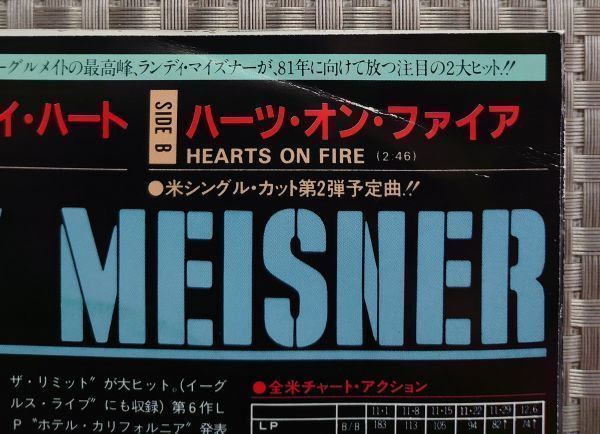 ーグルメイトの最高峰、ランディ・マイズナーが、81年に向けて放つ注目の2大ヒット!!
イ・ハート
SIDE B
ハーツ・オン・ファイア
HEARTS ON FIRE (2:46)
●米シングル・カット第2弾予定曲!!
MEISNER
ザ・リミット〟が大ヒット。(イーグ
ルス・ライブ〟にも収録) 第6作L
P〝ホテル・カリフォルニア〟発表
●全米チャート・アクション
11・1 11・8 11・15 11・22 11・29 12.6
LP B/B 183 113 105 94 82↑ 74↑